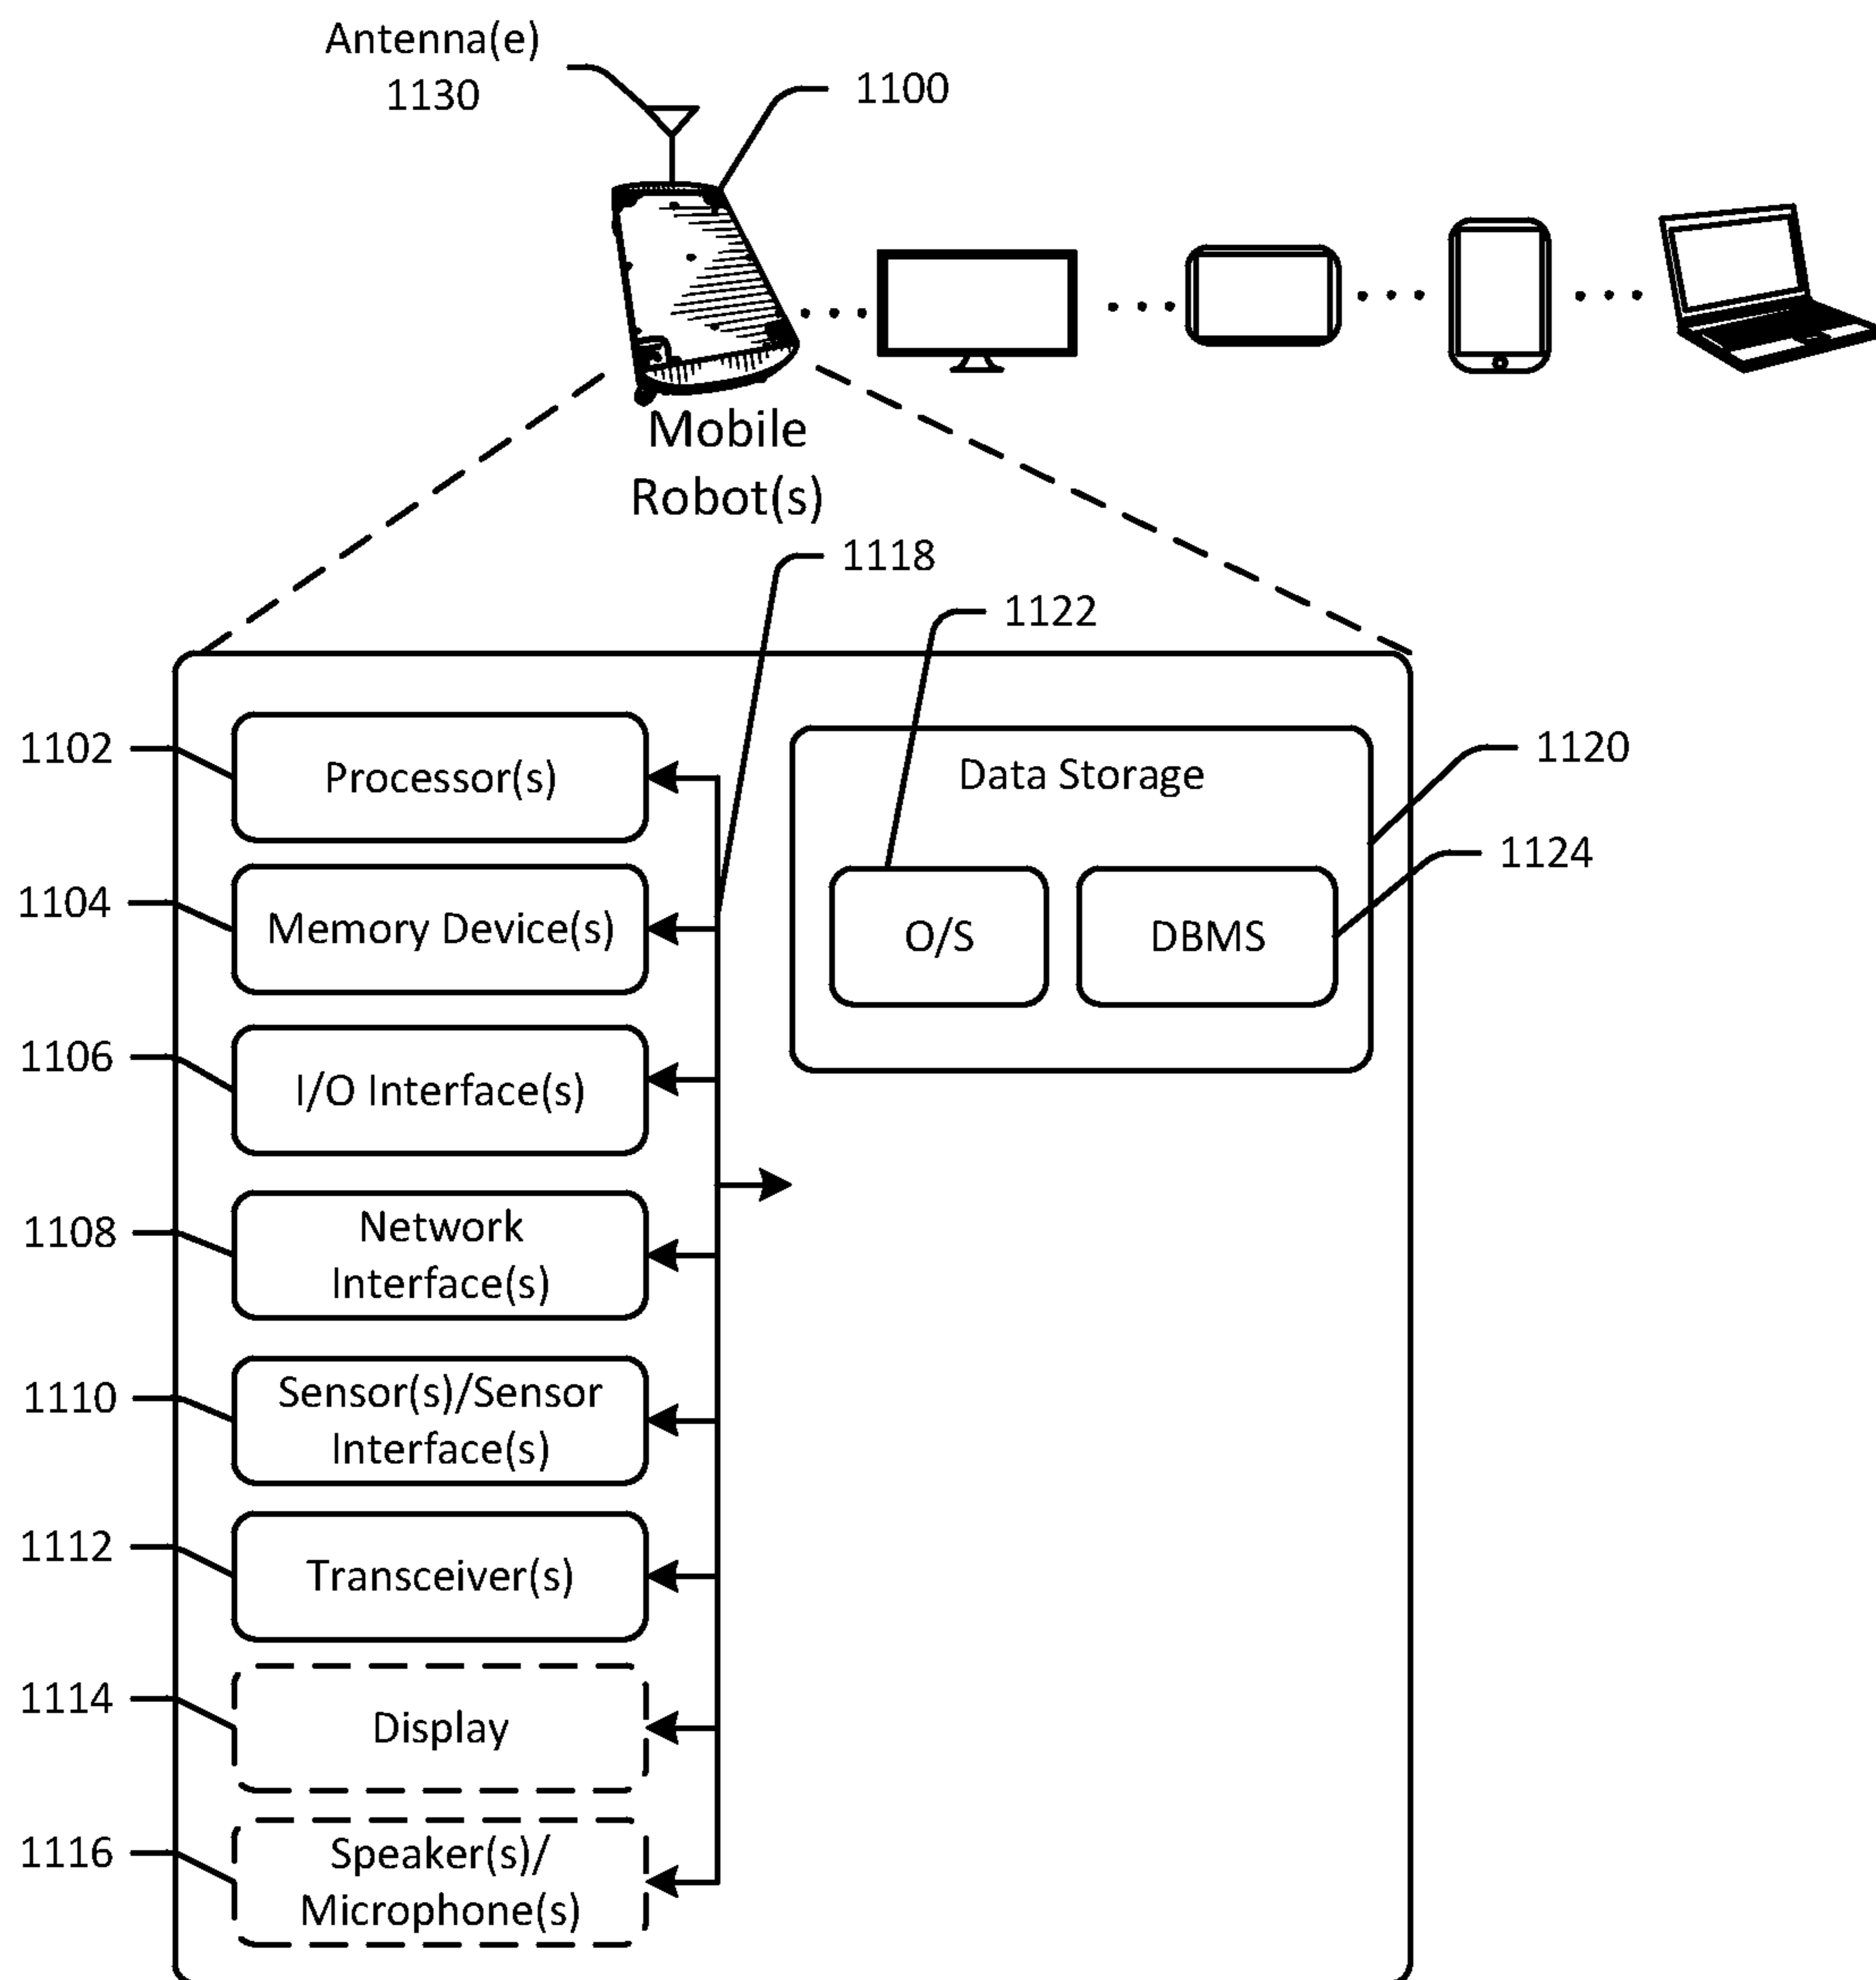 Antenna(e)
1130
1100
Mobile
Robot(s)
1118
1122
1102
Processor(s)
Data Storage
1120
1104
Memory Device(s)
O/S
DBMS
1124
1106
I/O Interface(s)
1108
Network
Interface(s)
1110
Sensor(s)/Sensor
Interface(s)
1112
Transceiver(s)
1114
Display
1116
Speaker(s)/
Microphone(s)